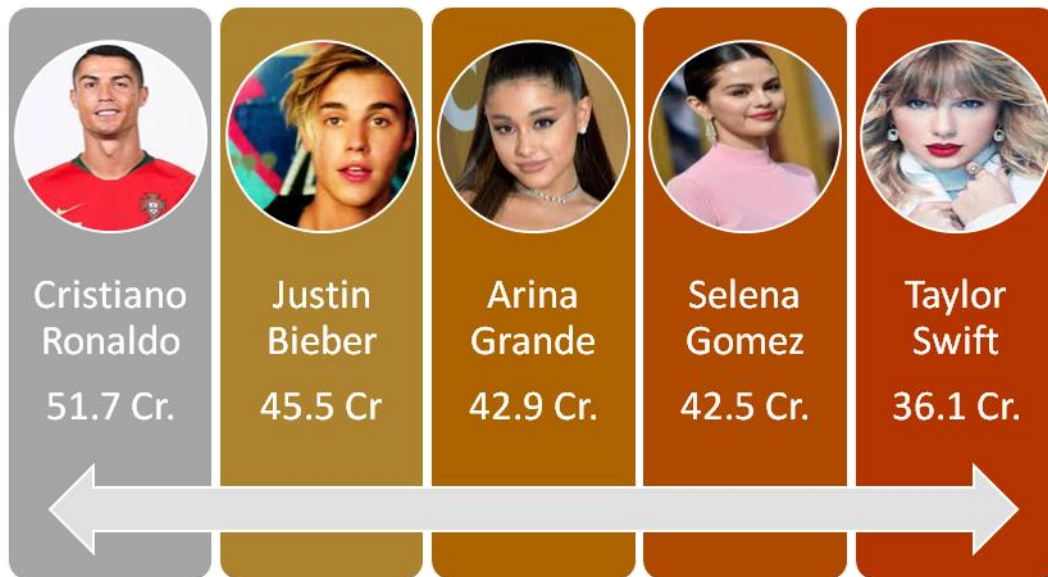 Cristiano
Ronaldo
51.7 Cr.
Justin
Bieber
45.5 Cr
Arina
Grande
42.9 Cr.
Selena
Gomez
42.5 Cr.
Taylor
Swift
36.1 Cr.